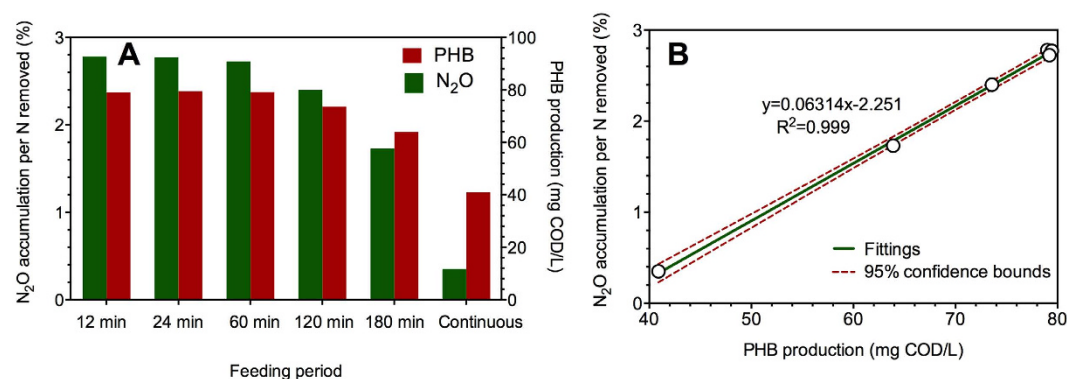 A
N₂O accumulation per N removed (%)
3
2
1
0
PHB
N₂O
100
80
60
40
20
0
PHB production (mg COD/L)
12 min 24 min 60 min 120 min 180 min Continuous
Feeding period
B
N₂O accumulation per N removed (%)
3
2
1
0
y=0.06314x-2.251
R²=0.999
Fittings
95% confidence bounds
40 50 60 70 80
PHB production (mg COD/L)